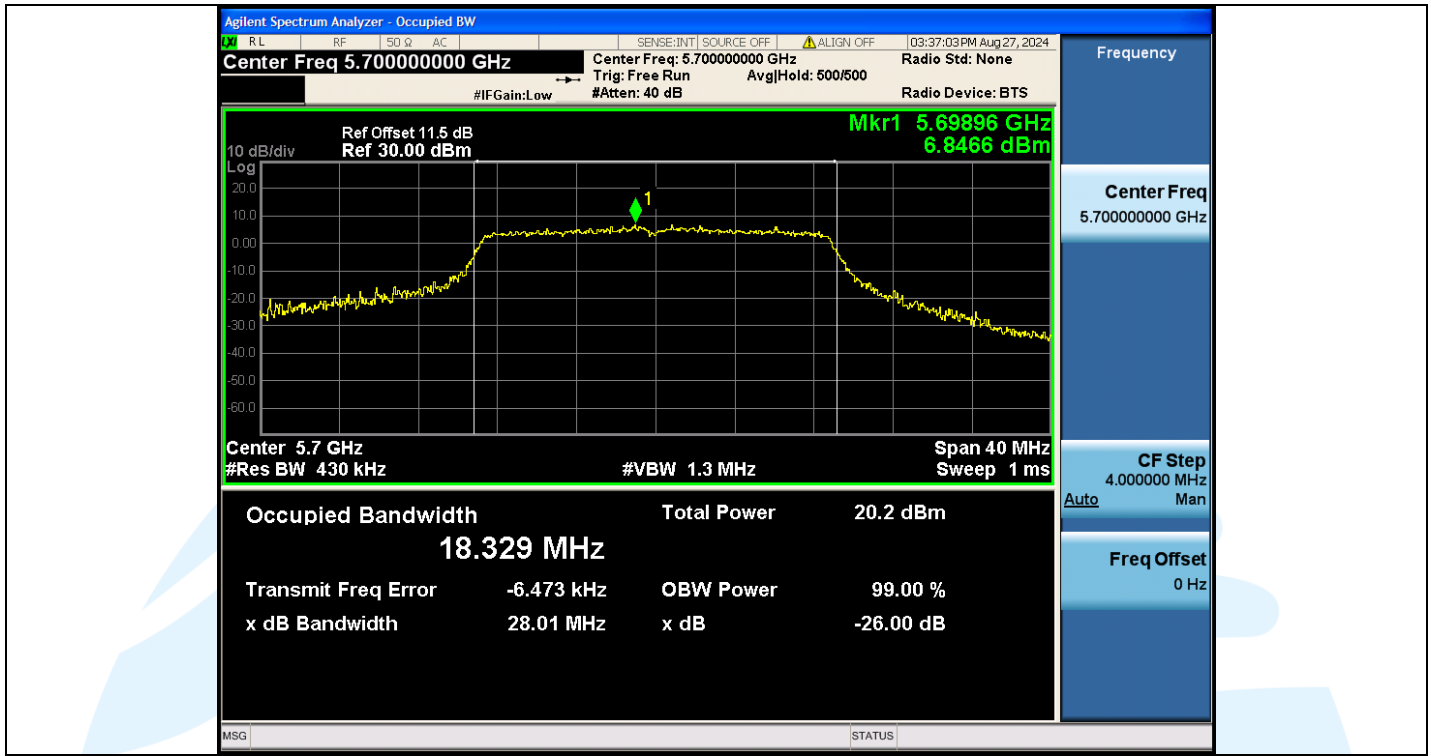 Agilent Spectrum Analyzer - Occupied BW
LXI RL RF 50 Ω AC SENSE:INT SOURCE OFF ALIGN OFF 03:37:03 PM Aug 27, 2024
Center Freq 5.700000000 GHz Center Freq: 5.700000000 GHz Radio Std: None
Trig: Free Run Avg|Hold: 500/500
#IFGain:Low #Atten: 40 dB Radio Device: BTS
Mkr1 5.69896 GHz
6.8466 dBm
Ref Offset 11.5 dB
10 dB/div Ref 30.00 dBm
Log
20.0
10.0
0.00
-10.0
-20.0
-30.0
-40.0
-50.0
-60.0
1
Center 5.7 GHz Span 40 MHz
#Res BW 430 kHz #VBW 1.3 MHz Sweep 1 ms
Occupied Bandwidth Total Power 20.2 dBm
18.329 MHz
Transmit Freq Error -6.473 kHz OBW Power 99.00 %
x dB Bandwidth 28.01 MHz x dB -26.00 dB
MSG STATUS
Frequency
Center Freq
5.700000000 GHz
CF Step
4.000000 MHz
Auto Man
Freq Offset
0 Hz